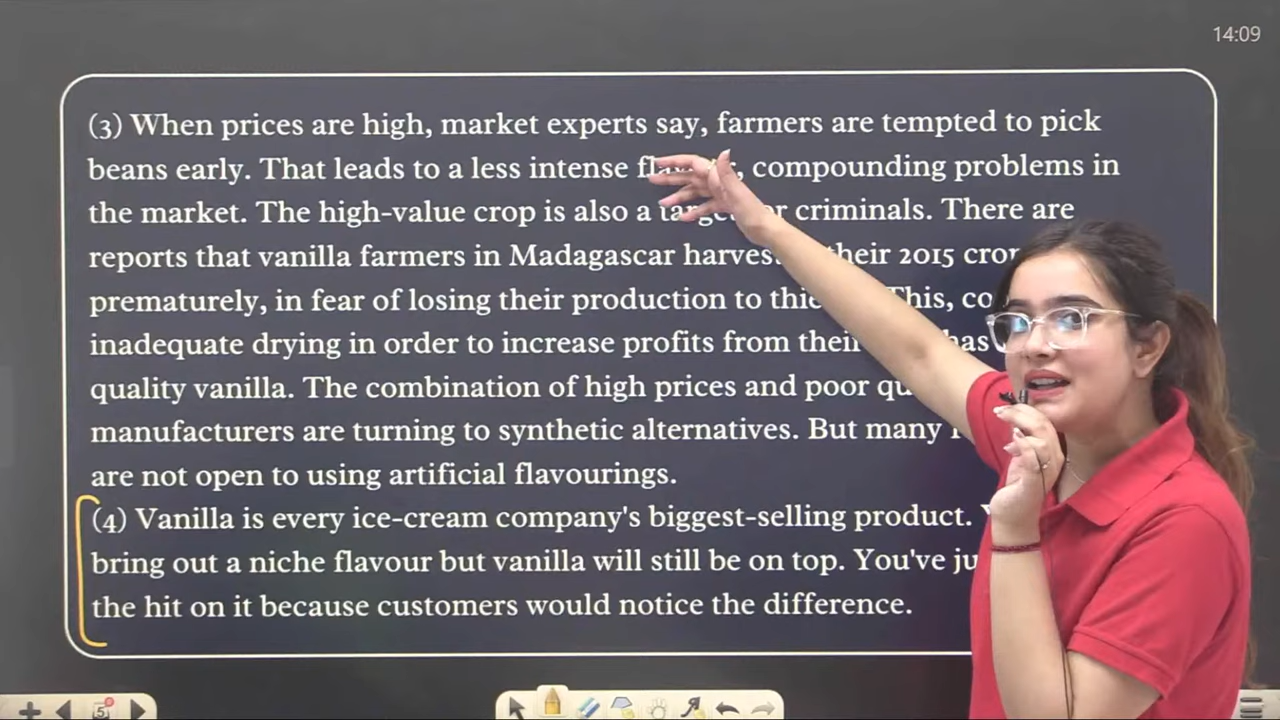 14:09
(3) When prices are high, market experts say, farmers are tempted to pick
beans early. That leads to a less intense compounding problems in
the market. The high-value crop is also a criminals. There are
reports that vanilla farmers in Madagascar their 2015
prematurely, in fear of losing their production to This,
inadequate drying in order to increase profits from their has
quality vanilla. The combination of high prices and poor
manufacturers are turning to synthetic alternatives. But many
are not open to using artificial flavourings.
(4) Vanilla is every ice-cream company's biggest-selling product.
bring out a niche flavour but vanilla will still be on top. You've
the hit on it because customers would notice the difference.
5